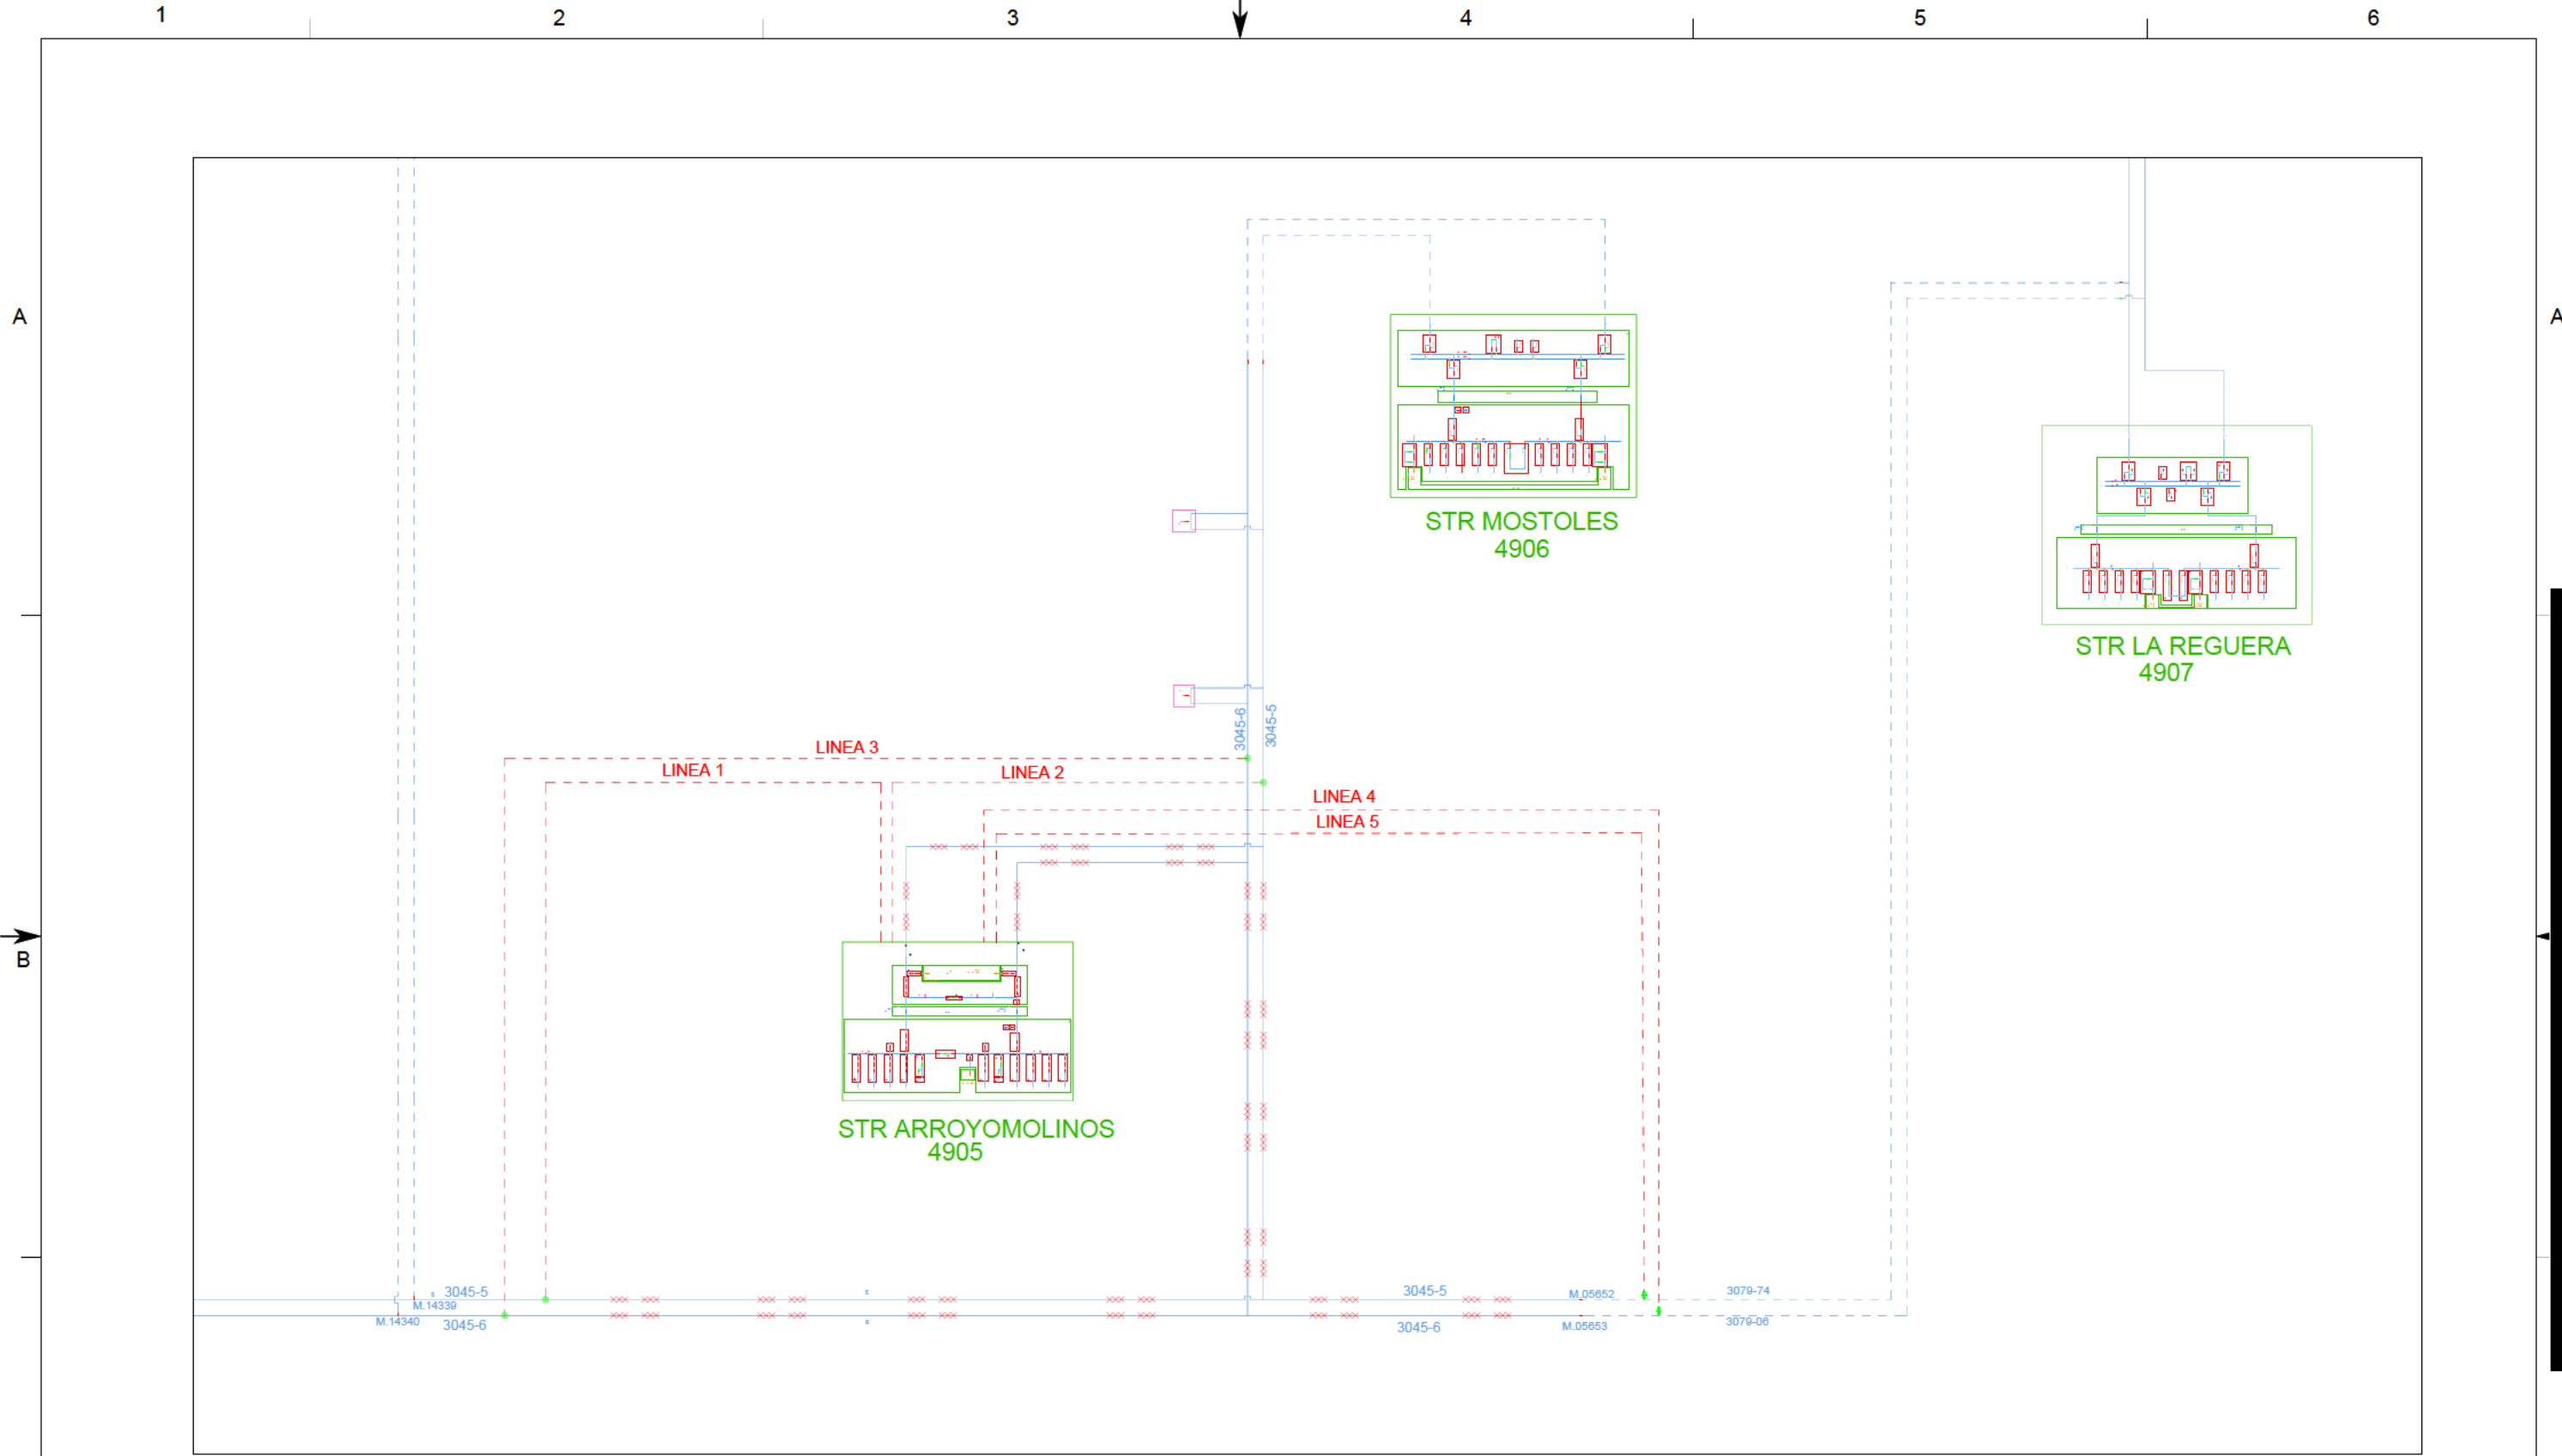 1
2
3
4
5
6
A
A
STR MOSTOLES
4906
STR LA REGUERA
4907
3045-6
3045-5
LINEA 3
LINEA 1
LINEA 2
LINEA 4
LINEA 5
B
STR ARROYOMOLINOS
4905
3045-5
M.14339
M.14340
3045-6
3045-5
3045-6
M.05652
M.05653
3079-74
3079-06